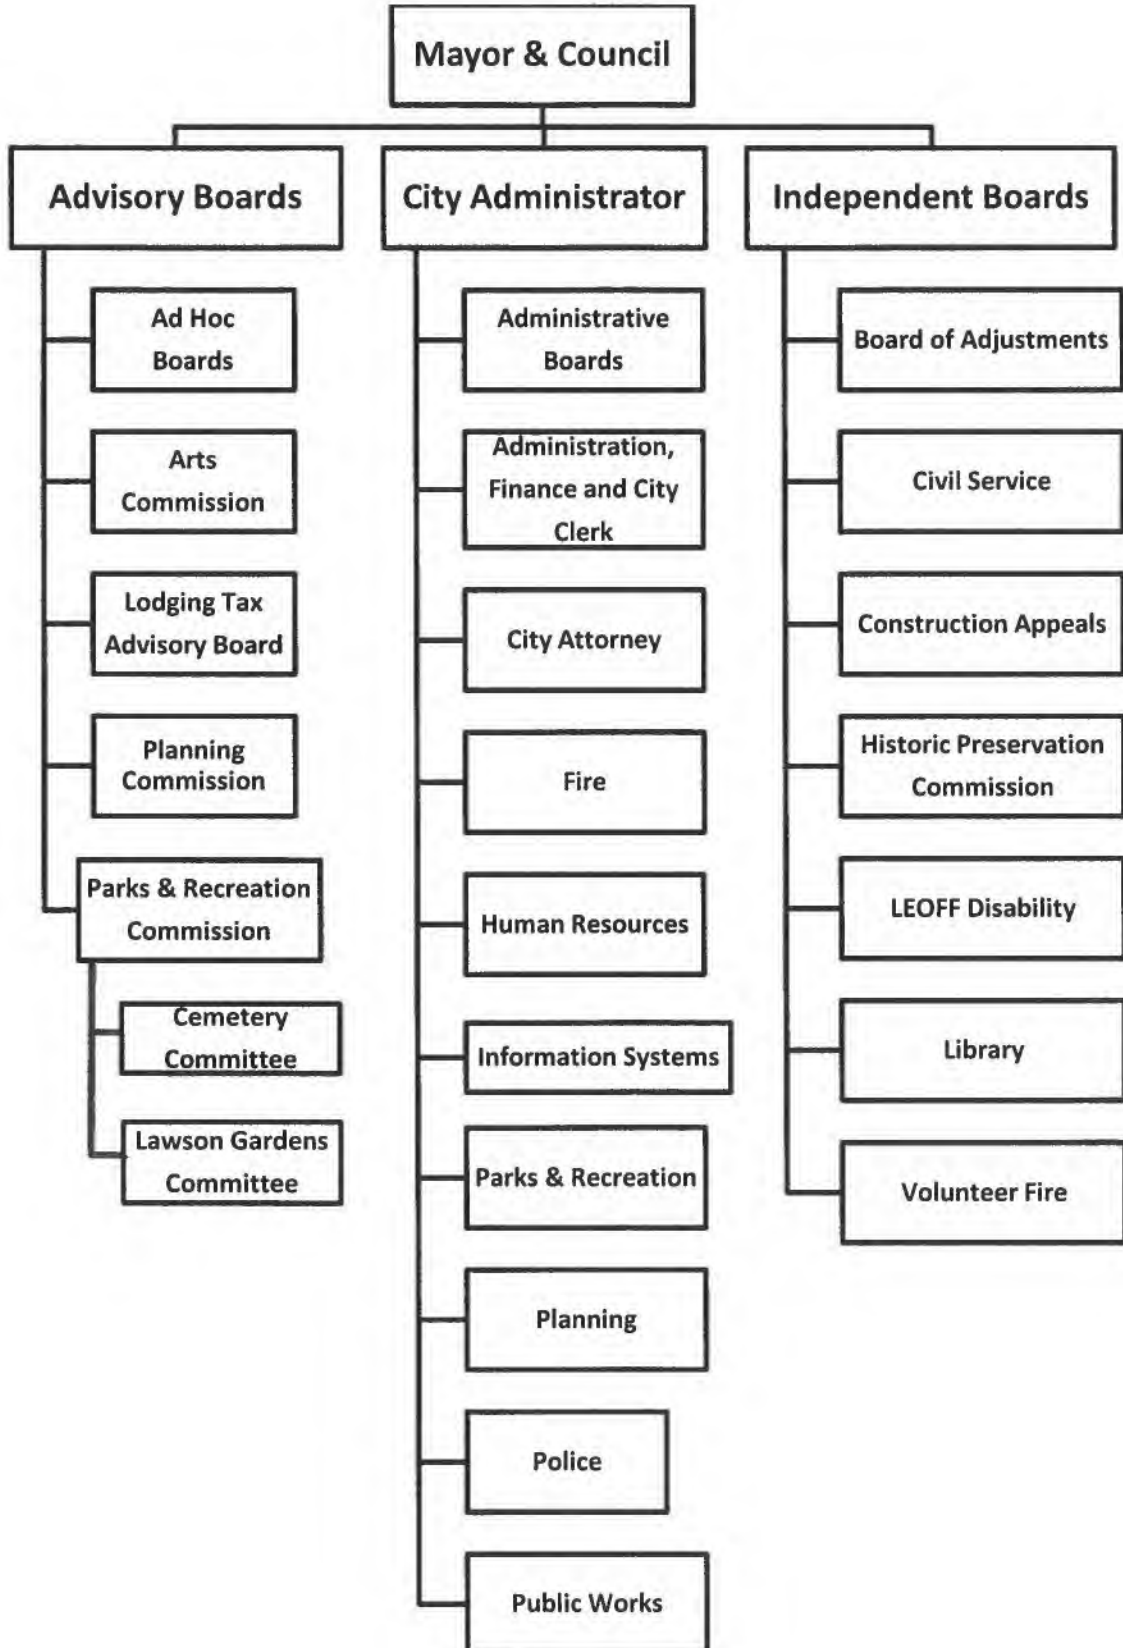 Mayor & Council
Advisory Boards
Ad Hoc
Boards
Arts
Commission
Lodging Tax
Advisory Board
Planning
Commission
Parks & Recreation
Commission
Cemetery
Committee
Lawson Gardens
Committee
City Administrator
Administrative
Boards
Administration,
Finance and City
Clerk
City Attorney
Fire
Human Resources
Information Systems
Parks & Recreation
Planning
Police
Public Works
Independent Boards
Board of Adjustments
Civil Service
Construction Appeals
Historic Preservation
Commission
LEOFF Disability
Library
Volunteer Fire